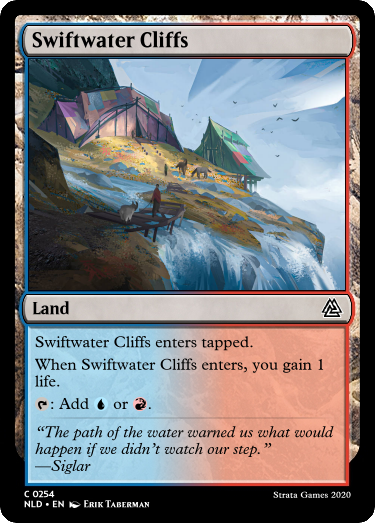 Swiftwater Cliffs
Land
Swiftwater Cliffs enters tapped.
When Swiftwater Cliffs enters, you gain 1
life.
: Add or .
“The path of the water warned us what would
happen if we didn’t watch our step.”
—Siglar
C 0254
NLD • EN Erik Taberman
Strata Games 2020